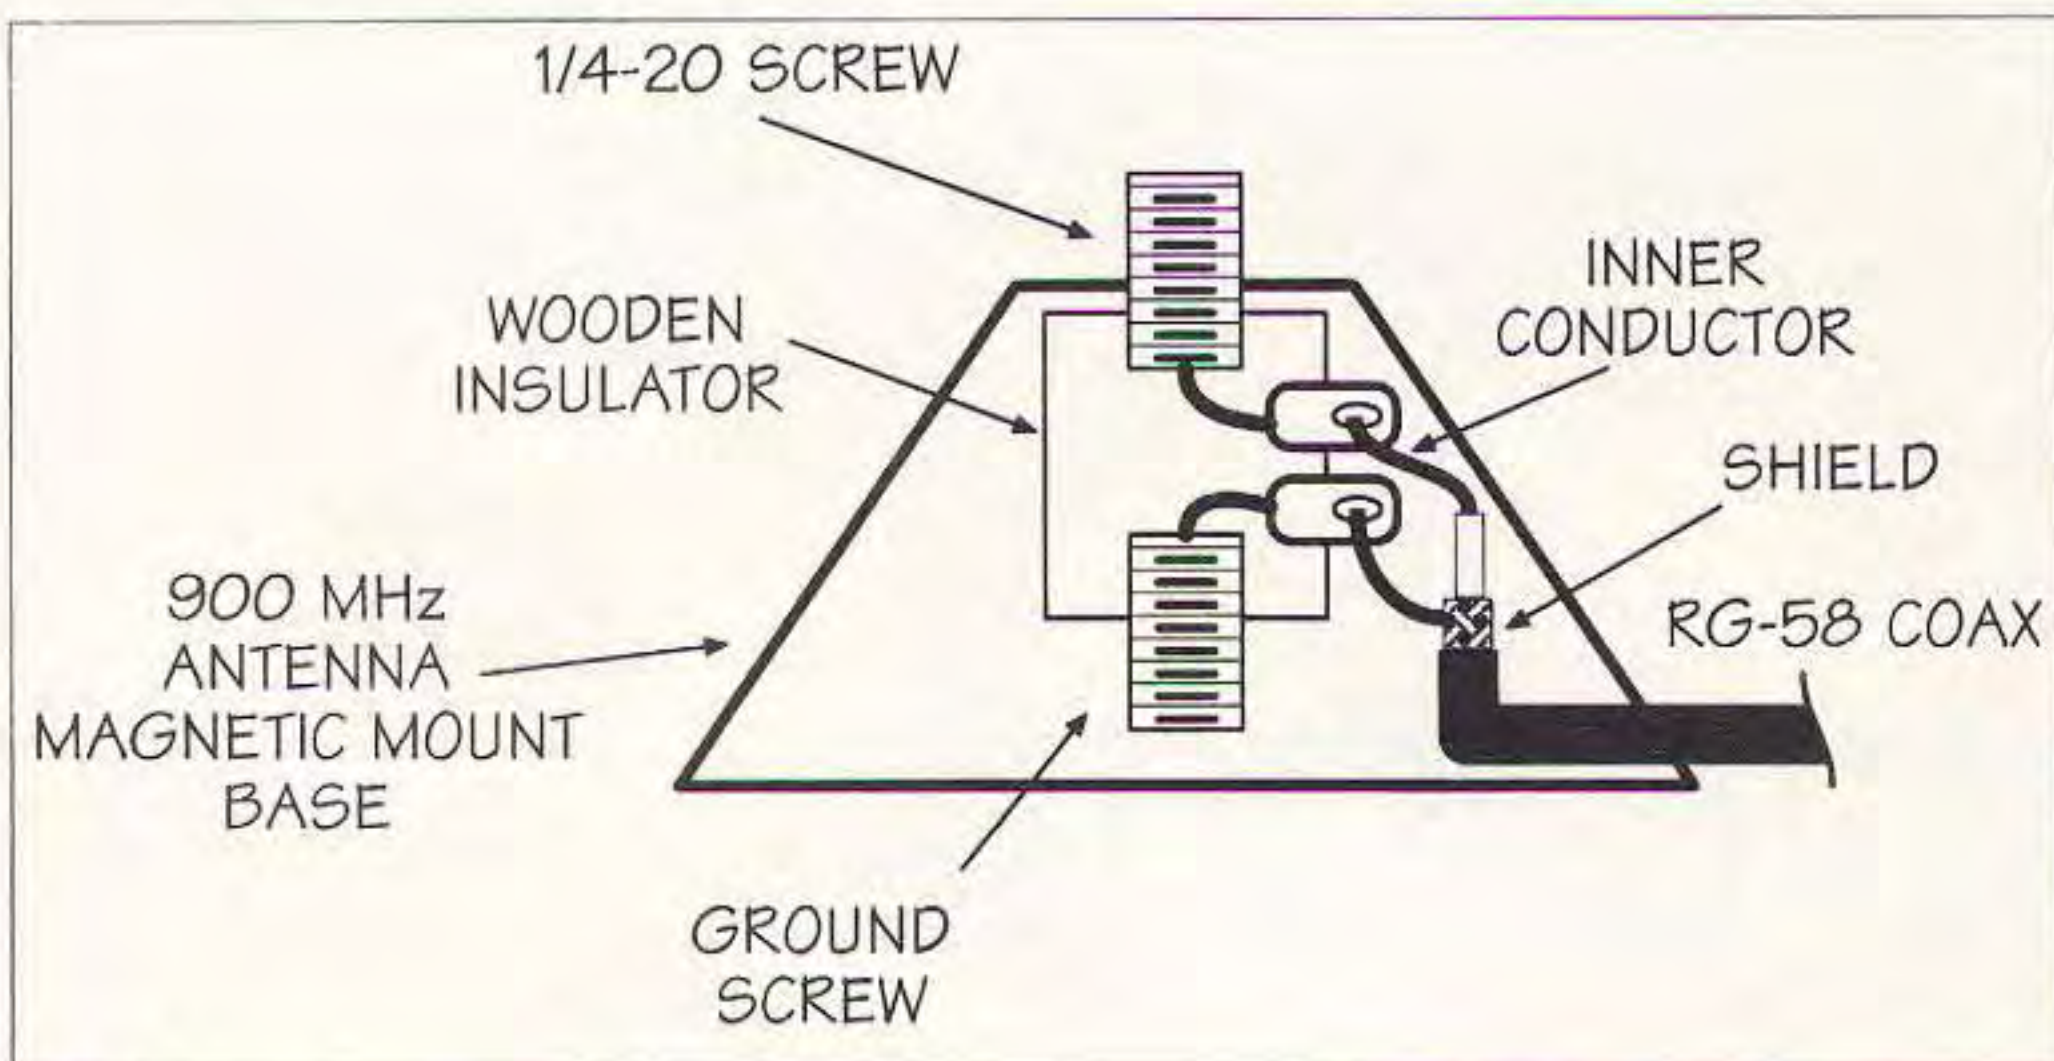 1/4-20 SCREW
WOODEN
INSULATOR
INNER
CONDUCTOR
SHIELD
RG-58 COAX
900 MHz
ANTENNA
MAGNETIC MOUNT
BASE
GROUND
SCREW